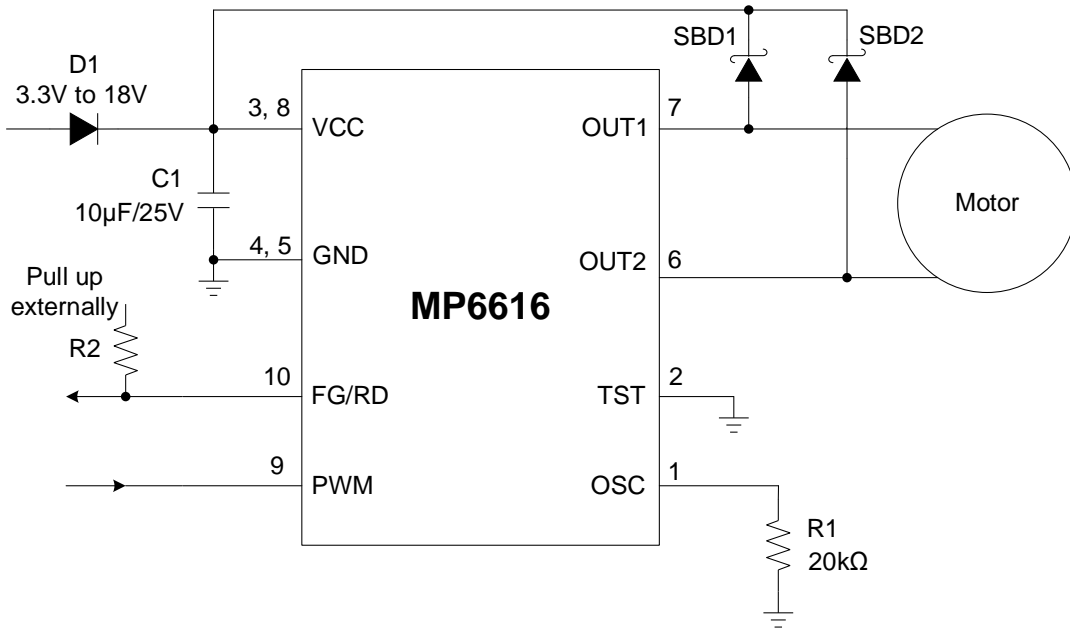 SBD1
SBD2
D1
3.3V to 18V
3, 8
VCC
OUT1
7
C1
10µF/25V
Motor
4, 5
GND
OUT2
6
MP6616
Pull up
externally
R2
10
FG/RD
TST
2
9
PWM
OSC
1
R1
20kΩ